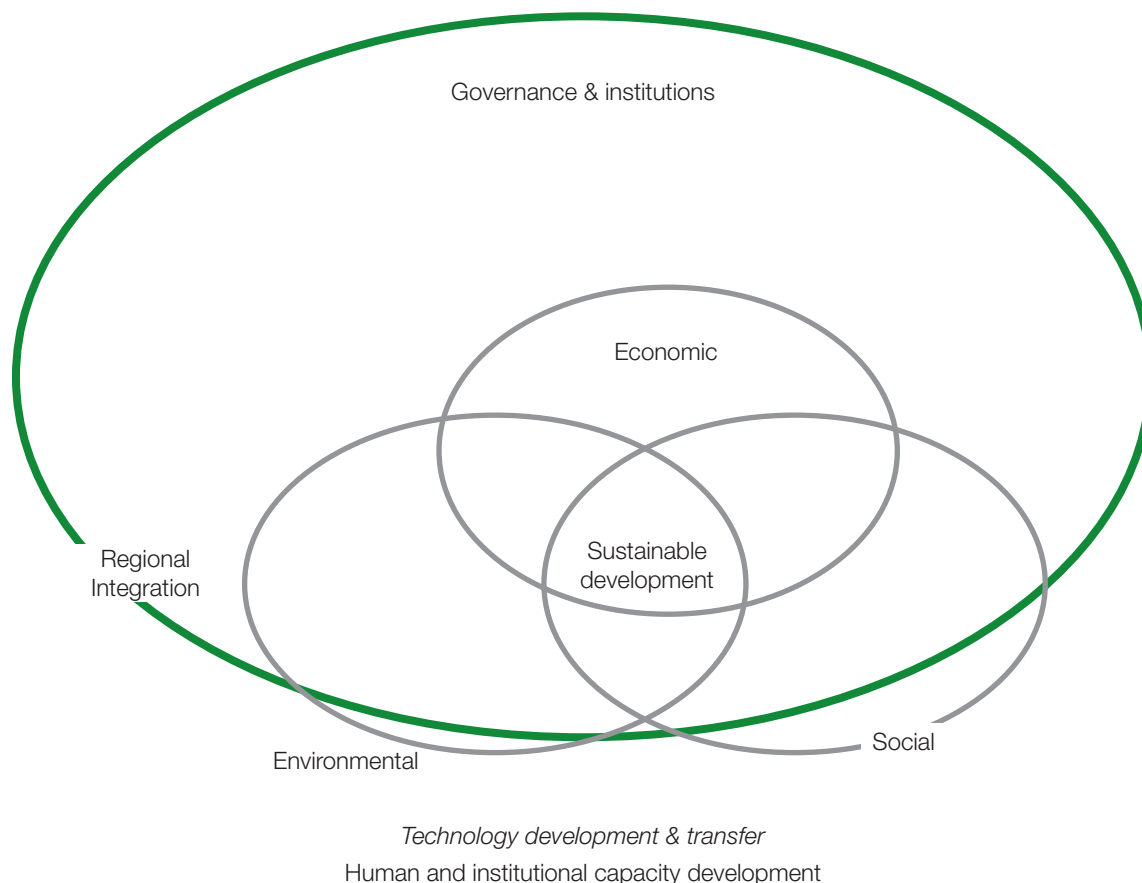 Governance & institutions
Economic
Sustainable
development
Regional
Integration
Social
Environmental
Technology development & transfer
Human and institutional capacity development